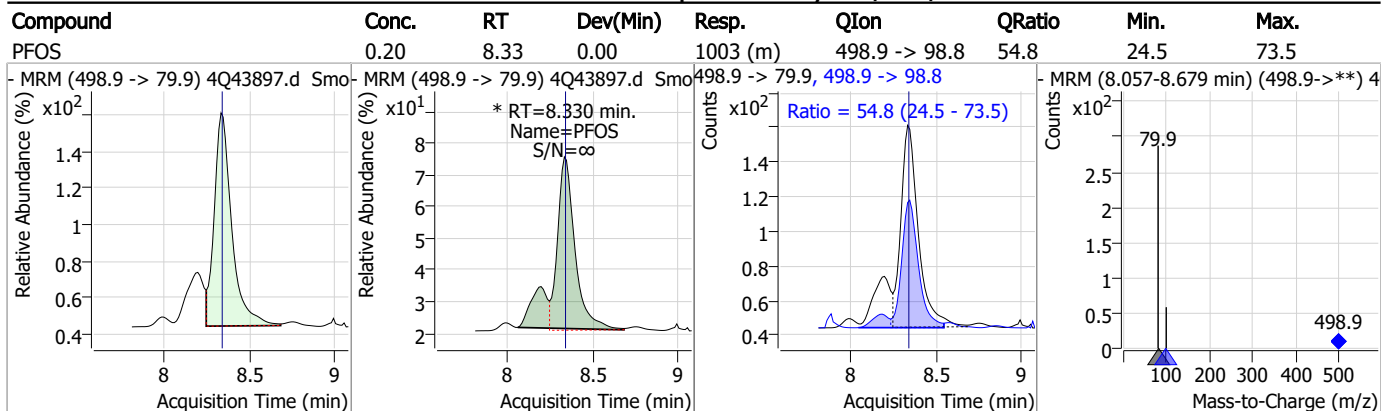 Compound Conc. RT Dev(Min) Resp. QIon QRatio Min. Max.
PFOS 0.20 8.33 0.00 1003 (m) 498.9 -> 98.8 54.8 24.5 73.5
- MRM (498.9 -> 79.9) 4Q43897.d Smo
Relative Abundance (%)
x10²
1.4
1.2
1
0.8
0.6
0.4
8 8.5 9
Acquisition Time (min)
- MRM (498.9 -> 79.9) 4Q43897.d Smo
Relative Abundance (%)
x10¹
* RT=8.330 min.
Name=PFOS
S/N=∞
8
7
6
5
4
3
2
8 8.5 9
Acquisition Time (min)
498.9 -> 79.9, 498.9 -> 98.8
Counts
x10²
Ratio = 54.8 (24.5 - 73.5)
1.4
1.2
1
0.8
0.6
0.4
8 8.5 9
Acquisition Time (min)
- MRM (8.057-8.679 min) (498.9->**) 4
Counts
x10²
79.9
2.5
2
1.5
1
0.5
0
498.9
100 200 300 400 500
Mass-to-Charge (m/z)